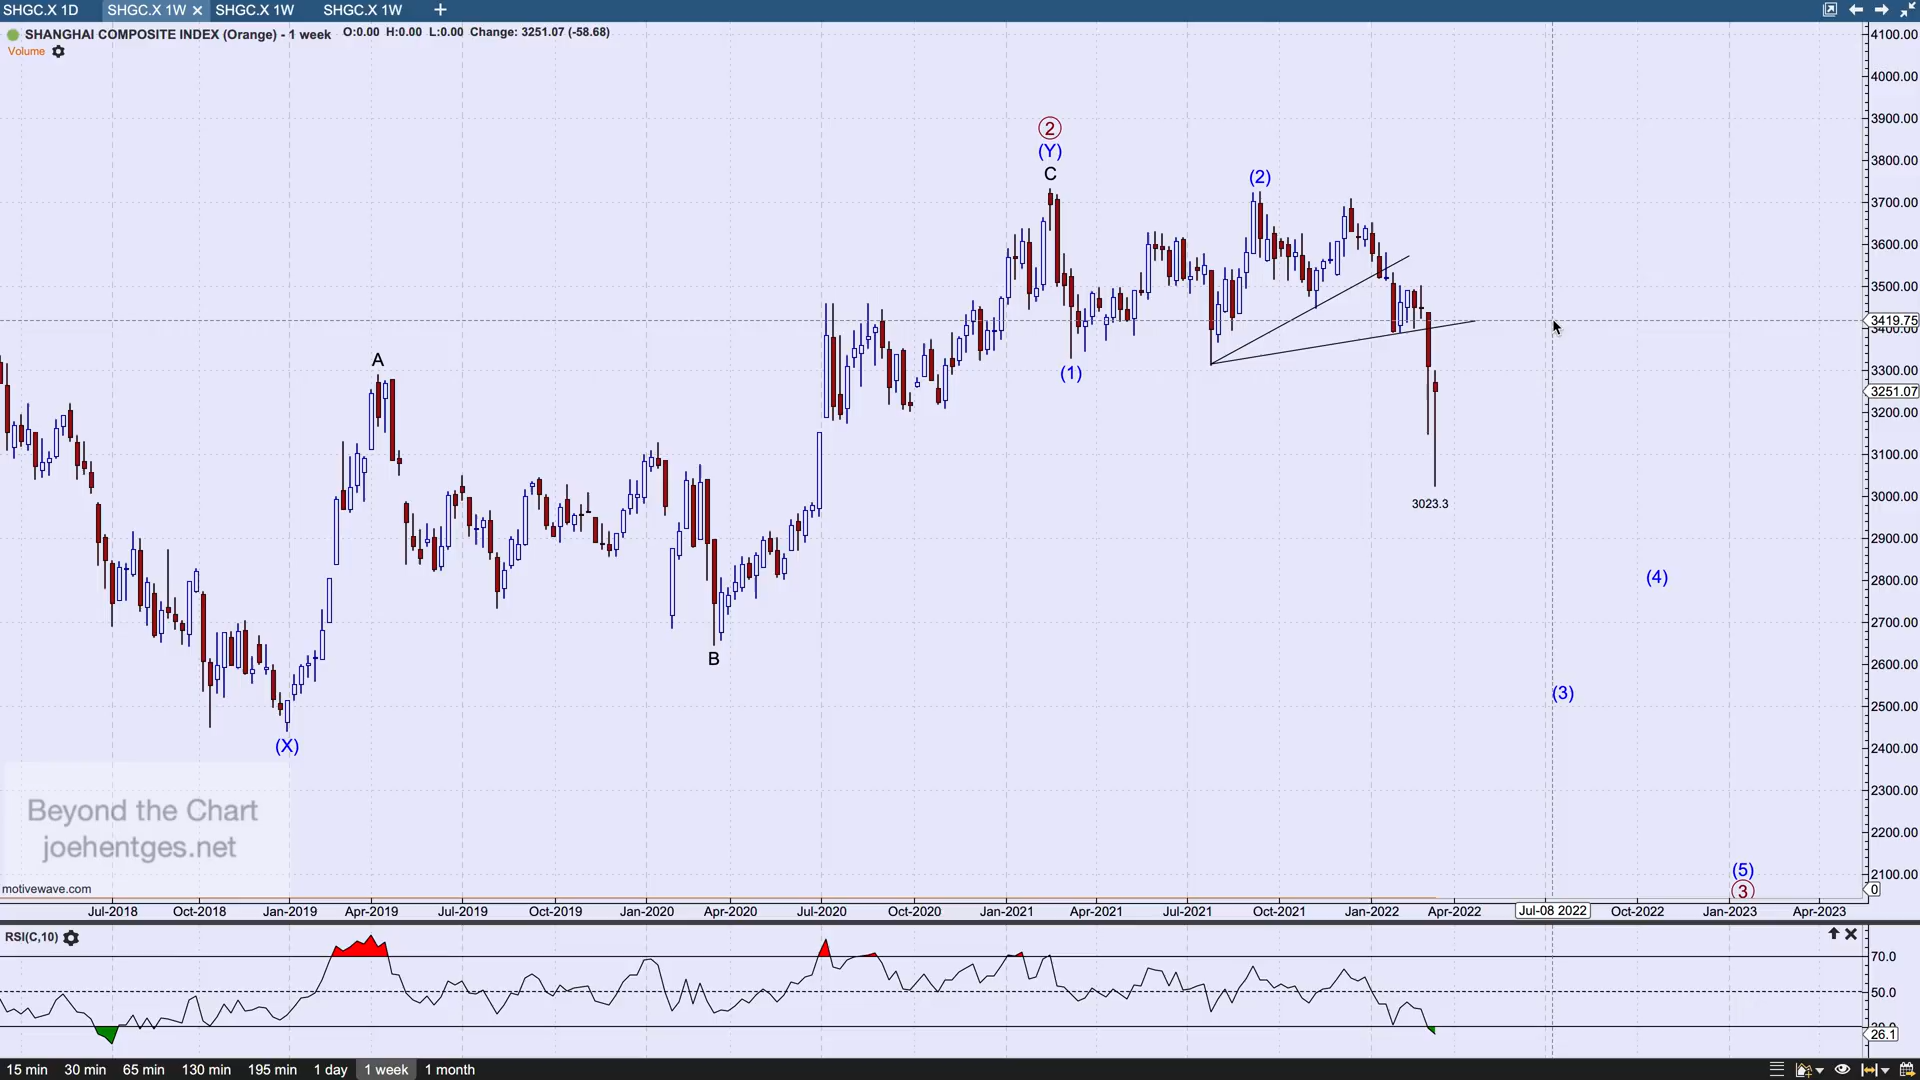 SHGC.X 1D SHGC.X 1W SHGC.X 1W SHGC.X 1W
SHANGHAI COMPOSITE INDEX (Orange) - 1 week O:0.00 H:0.00 L:0.00 Change: 3251.07 (-58.68)
Volume
4100.00
4000.00
3900.00
2
(Y)
3800.00
C
(2)
3700.00
3600.00
3500.00
3419.75
3400.00
A
(1)
3300.00
3251.07
3200.00
3100.00
3000.00
3023.3
2900.00
2800.00
(4)
2700.00
B
2600.00
(3)
2500.00
(X)
2400.00
2300.00
Beyond the Chart
joehentges.net
2200.00
2100.00
(5)
3
0
motivewave.com
Jul-2018 Oct-2018 Jan-2019 Apr-2019 Jul-2019 Oct-2019 Jan-2020 Apr-2020 Jul-2020 Oct-2020 Jan-2021 Apr-2021 Jul-2021 Oct-2021 Jan-2022 Apr-2022 Jul-08 2022 Oct-2022 Jan-2023 Apr-2023
RSI(C,10)
70.0
50.0
26.1
15 min 30 min 65 min 130 min 195 min 1 day 1 week 1 month